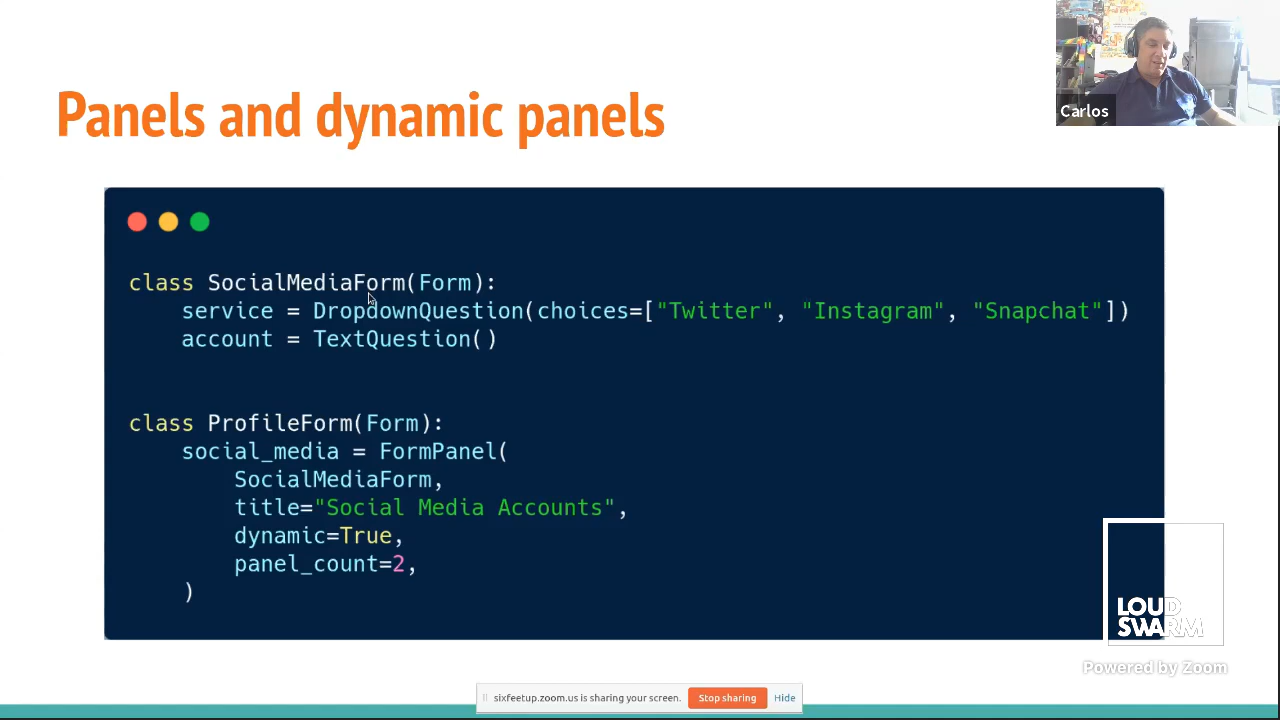 Carlos
Panels and dynamic panels
class SocialMediaForm(Form):
    service = DropdownQuestion(choices=["Twitter", "Instagram", "Snapchat"])
    account = TextQuestion()
class ProfileForm(Form):
    social_media = FormPanel(
        SocialMediaForm,
        title="Social Media Accounts",
        dynamic=True,
        panel_count=2,
    )
LOUD
SWARM
Powered by Zoom
sixfeetup.zoom.us is sharing your screen. Stop sharing Hide